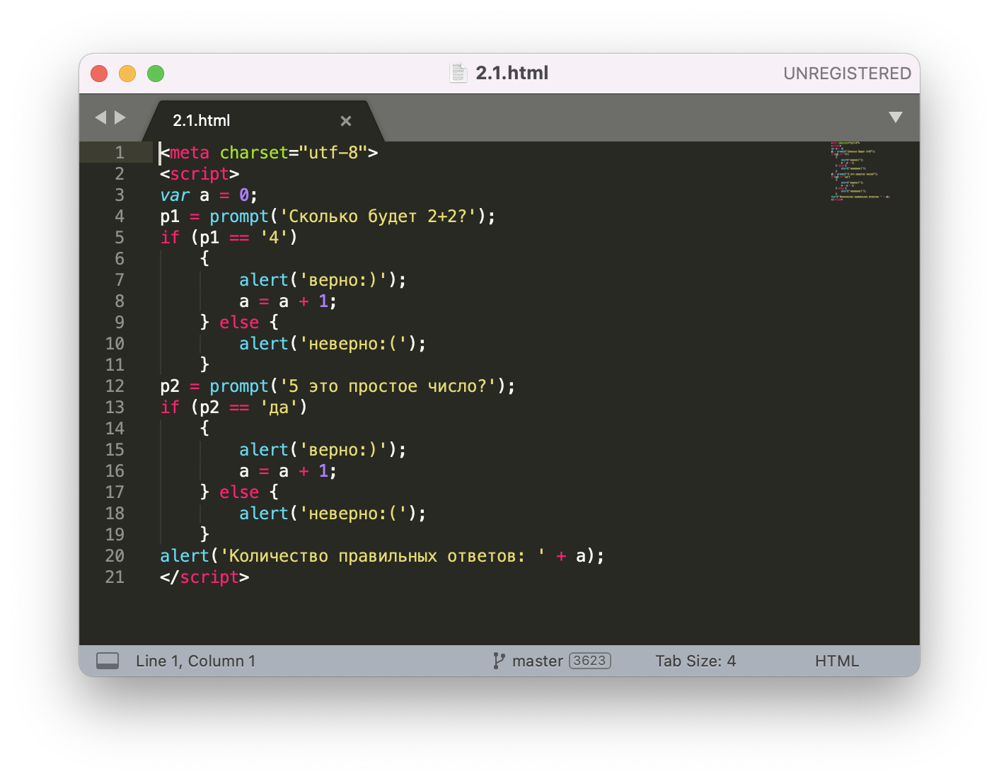 2.1.html
UNREGISTERED
2.1.html
1 <meta charset="utf-8">
2 <script>
3 var a = 0;
4 p1 = prompt('Сколько будет 2+2?');
5 if (p1 == '4')
6     {
7         alert('верно:)');
8         a = a + 1;
9     } else {
10         alert('неверно:(');
11     }
12 p2 = prompt('5 это простое число?');
13 if (p2 == 'да')
14     {
15         alert('верно:)');
16         a = a + 1;
17     } else {
18         alert('неверно:(');
19     }
20 alert('Количество правильных ответов: ' + a);
21 </script>
Line 1, Column 1 master 3623 Tab Size: 4 HTML